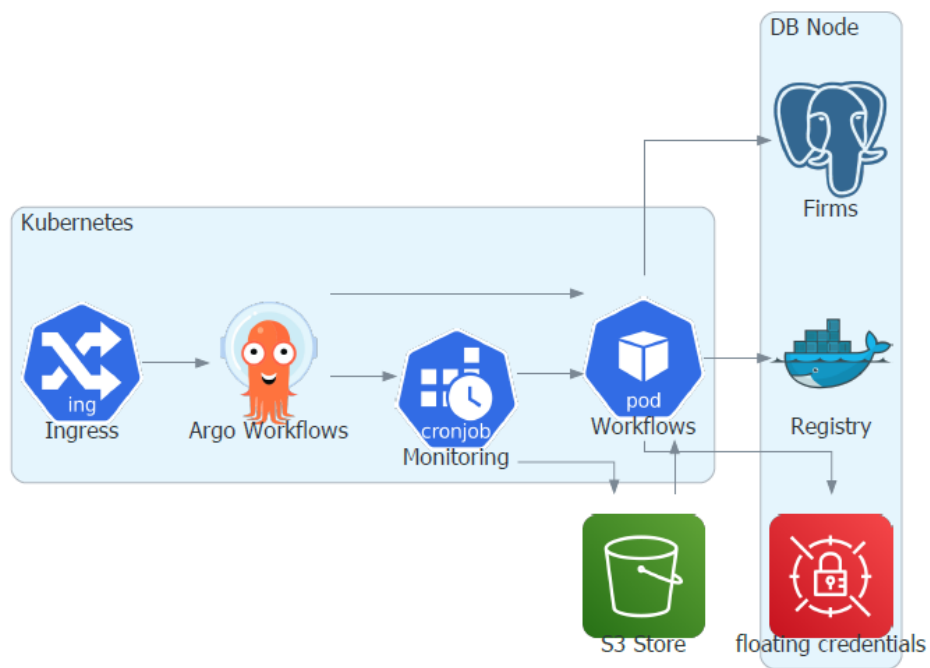 DB Node
Firms
Kubernetes
ing
Ingress
Argo Workflows
cronjob
Monitoring
pod
Workflows
Registry
S3 Store
floating credentials